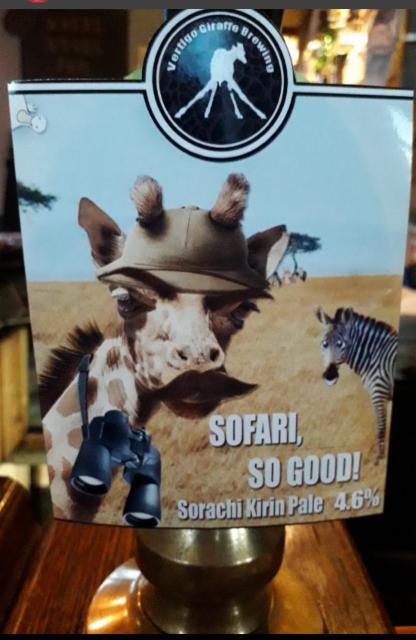 Vertigo Giraffe Brewing
SOFARI,
SO GOOD!
Sorachi Kirin Pale 4.6%